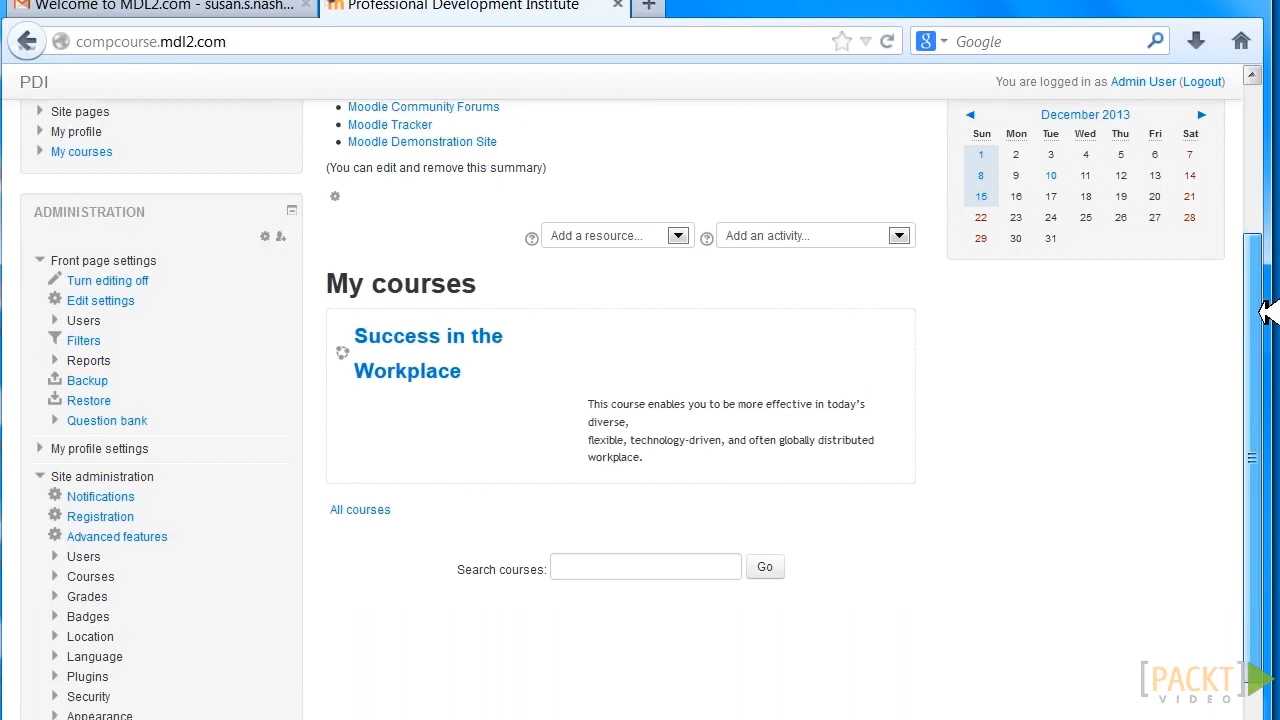 Welcome to MDL2.com - susan.s.nash...
Professional Development Institute
compcourse.mdl2.com
Google
PDI
You are logged in as Admin User (Logout)
Site pages
My profile
My courses
ADMINISTRATION
Front page settings
Turn editing off
Edit settings
Users
Filters
Reports
Backup
Restore
Question bank
My profile settings
Site administration
Notifications
Registration
Advanced features
Users
Courses
Grades
Badges
Location
Language
Plugins
Security
Appearance
Moodle Community Forums
Moodle Tracker
Moodle Demonstration Site
(You can edit and remove this summary)
Add a resource...
Add an activity...
My courses
Success in the
Workplace
This course enables you to be more effective in today's
diverse,
flexible, technology-driven, and often globally distributed
workplace.
All courses
Search courses:
Go
December 2013
Sun Mon Tue Wed Thu Fri Sat
1 2 3 4 5 6 7
8 9 10 11 12 13 14
15 16 17 18 19 20 21
22 23 24 25 26 27 28
29 30 31
[PACKT]
VIDEO